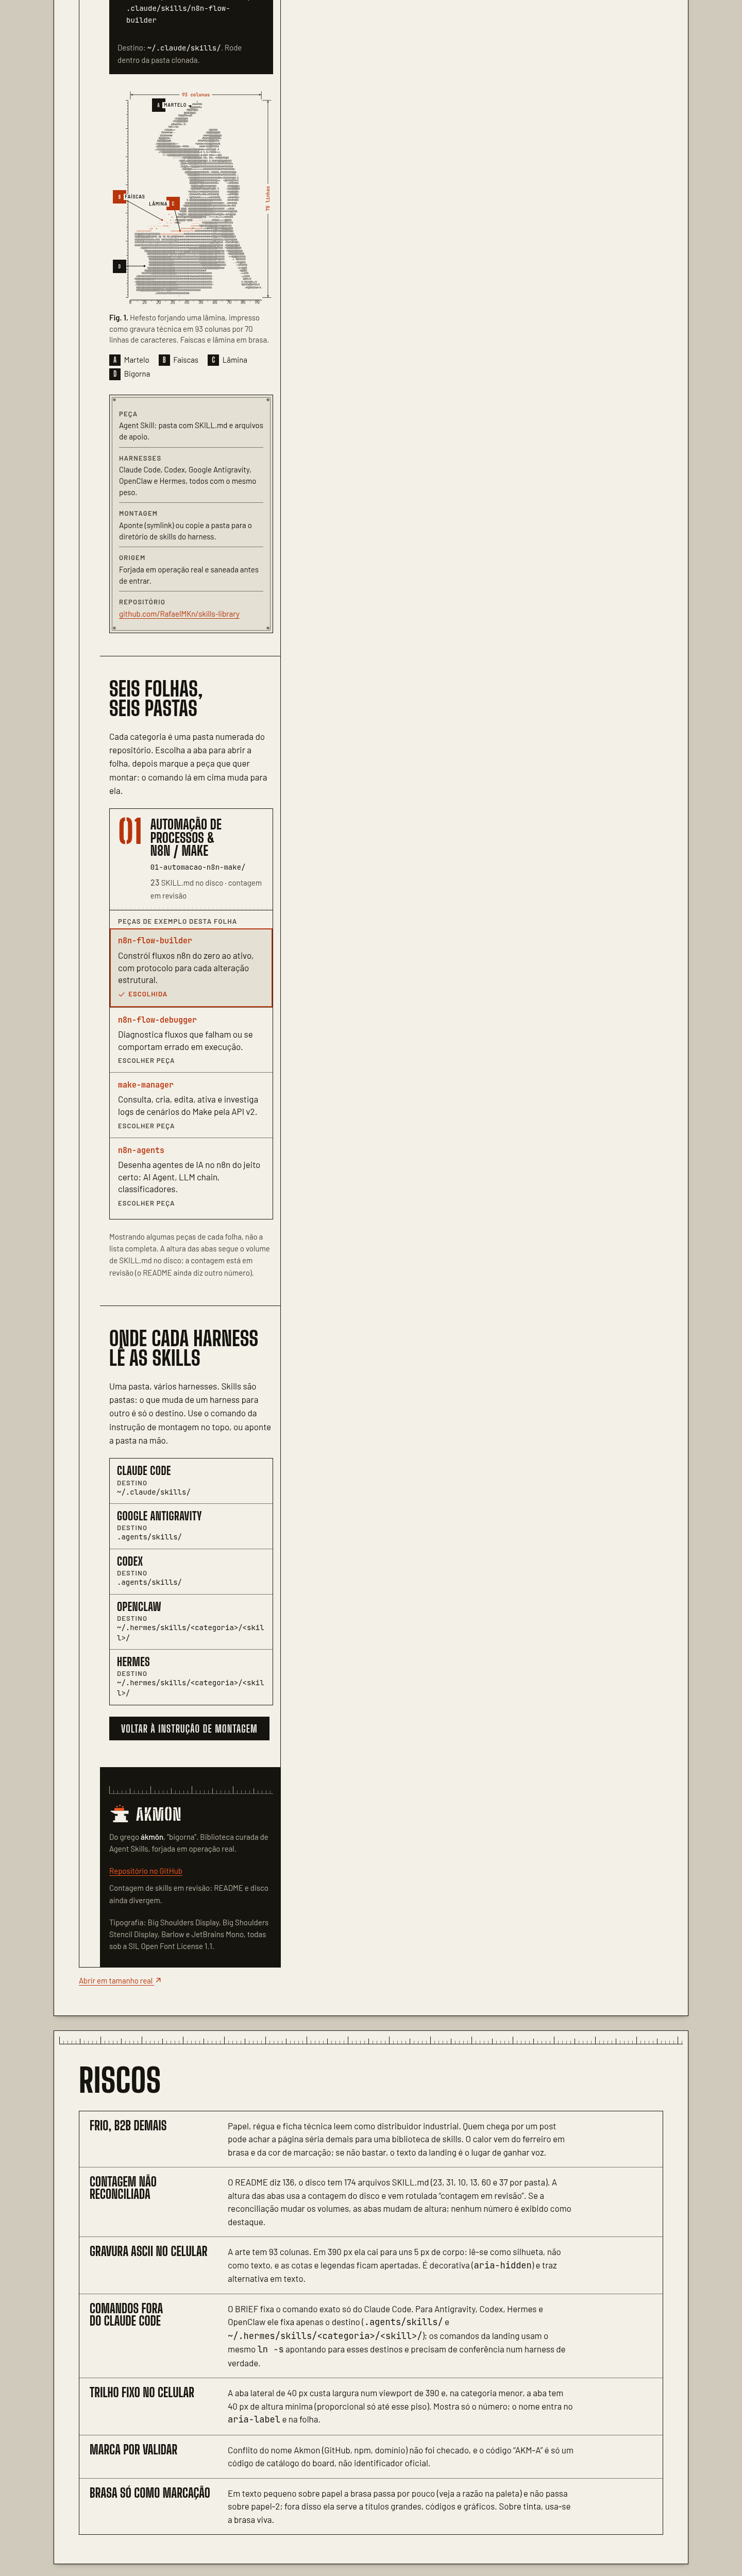 .claude/skills/n8n-flow-
builder
Destino: ~/.claude/skills/. Rode
dentro da pasta clonada.
93 colunas
A MARTELO
B FAÍSCAS
LÂMINA C
70 linhas
D
0 10 20 30 40 50 60 70 80 90
Fig. 1. Hefesto forjando uma lâmina, impresso
como gravura técnica em 93 colunas por 70
linhas de caracteres. Faíscas e lâmina em brasa.
A Martelo B Faíscas C Lâmina
D Bigorna
PEÇA
Agent Skill: pasta com SKILL.md e arquivos
de apoio.
HARNESSES
Claude Code, Codex, Google Antigravity,
OpenClaw e Hermes, todos com o mesmo
peso.
MONTAGEM
Aponte (symlink) ou copie a pasta para o
diretório de skills do harness.
ORIGEM
Forjada em operação real e saneada antes
de entrar.
REPOSITÓRIO
github.com/RafaelMKn/skills-library
SEIS FOLHAS,
SEIS PASTAS
Cada categoria é uma pasta numerada do
repositório. Escolha a aba para abrir a
folha, depois marque a peça que quer
montar: o comando lá em cima muda para
ela.
01 AUTOMAÇÃO DE
PROCESSOS &
N8N / MAKE
01-automacao-n8n-make/
23 SKILL.md no disco · contagem
em revisão
PEÇAS DE EXEMPLO DESTA FOLHA
n8n-flow-builder
Constrói fluxos n8n do zero ao ativo,
com protocolo para cada alteração
estrutural.
✓ ESCOLHIDA
n8n-flow-debugger
Diagnostica fluxos que falham ou se
comportam errado em execução.
ESCOLHER PEÇA
make-manager
Consulta, cria, edita, ativa e investiga
logs de cenários do Make pela API v2.
ESCOLHER PEÇA
n8n-agents
Desenha agentes de IA no n8n do jeito
certo: AI Agent, LLM chain,
classificadores.
ESCOLHER PEÇA
Mostrando algumas peças de cada folha, não a
lista completa. A altura das abas segue o volume
de SKILL.md no disco; a contagem está em
revisão (o README ainda diz outro número).
ONDE CADA HARNESS
LÊ AS SKILLS
Uma pasta, vários harnesses. Skills são
pastas: o que muda de um harness para
outro é só o destino. Use o comando da
instrução de montagem no topo, ou aponte
a pasta na mão.
CLAUDE CODE
DESTINO
~/.claude/skills/
GOOGLE ANTIGRAVITY
DESTINO
.agents/skills/
CODEX
DESTINO
.agents/skills/
OPENCLAW
DESTINO
~/.hermes/skills/<categoria>/<skil
l>/
HERMES
DESTINO
~/.hermes/skills/<categoria>/<skil
l>/
VOLTAR À INSTRUÇÃO DE MONTAGEM
AKMON
Do grego ákmōn, "bigorna". Biblioteca curada de
Agent Skills, forjada em operação real.
Repositório no GitHub
Contagem de skills em revisão: README e disco
ainda divergem.
Tipografia: Big Shoulders Display, Big Shoulders
Stencil Display, Barlow e JetBrains Mono, todas
sob a SIL Open Font License 1.1.
Abrir em tamanho real ↗
RISCOS
FRIO, B2B DEMAIS
Papel, régua e ficha técnica leem como distribuidor industrial. Quem chega por um post
pode achar a página séria demais para uma biblioteca de skills. O calor vem do ferreiro em
brasa e da cor de marcação; se não bastar, o texto da landing é o lugar de ganhar voz.
CONTAGEM NÃO
RECONCILIADA
O README diz 136, o disco tem 174 arquivos SKILL.md (23, 31, 10, 13, 60 e 37 por pasta). A
altura das abas usa a contagem do disco e vem rotulada "contagem em revisão". Se a
reconciliação mudar os volumes, as abas mudam de altura; nenhum número é exibido como
destaque.
GRAVURA ASCII NO CELULAR
A arte tem 93 colunas. Em 390 px ela cai para uns 5 px de corpo: lê-se como silhueta, não
como texto, e as cotas e legendas ficam apertadas. É decorativa (aria-hidden) e traz
alternativa em texto.
COMANDOS FORA
DO CLAUDE CODE
O BRIEF fixa o comando exato só do Claude Code. Para Antigravity, Codex, Hermes e
OpenClaw ele fixa apenas o destino (.agents/skills/ e
~/.hermes/skills/<categoria>/<skill>/); os comandos da landing usam o
mesmo ln -s apontando para esses destinos e precisam de conferência num harness de
verdade.
TRILHO FIXO NO CELULAR
A aba lateral de 40 px custa largura num viewport de 390 e, na categoria menor, a aba tem
40 px de altura mínima (proporcional só até esse piso). Mostra só o número; o nome entra no
aria-label e na folha.
MARCA POR VALIDAR
Conflito do nome Akmon (GitHub, npm, domínio) não foi checado, e o código "AKM-A" é só um
código de catálogo do board, não identificador oficial.
BRASA SÓ COMO MARCAÇÃO
Em texto pequeno sobre papel a brasa passa por pouco (veja a razão na paleta) e não passa
sobre papel-2; fora disso ela serve a títulos grandes, códigos e gráficos. Sobre tinta, usa-se
a brasa viva.